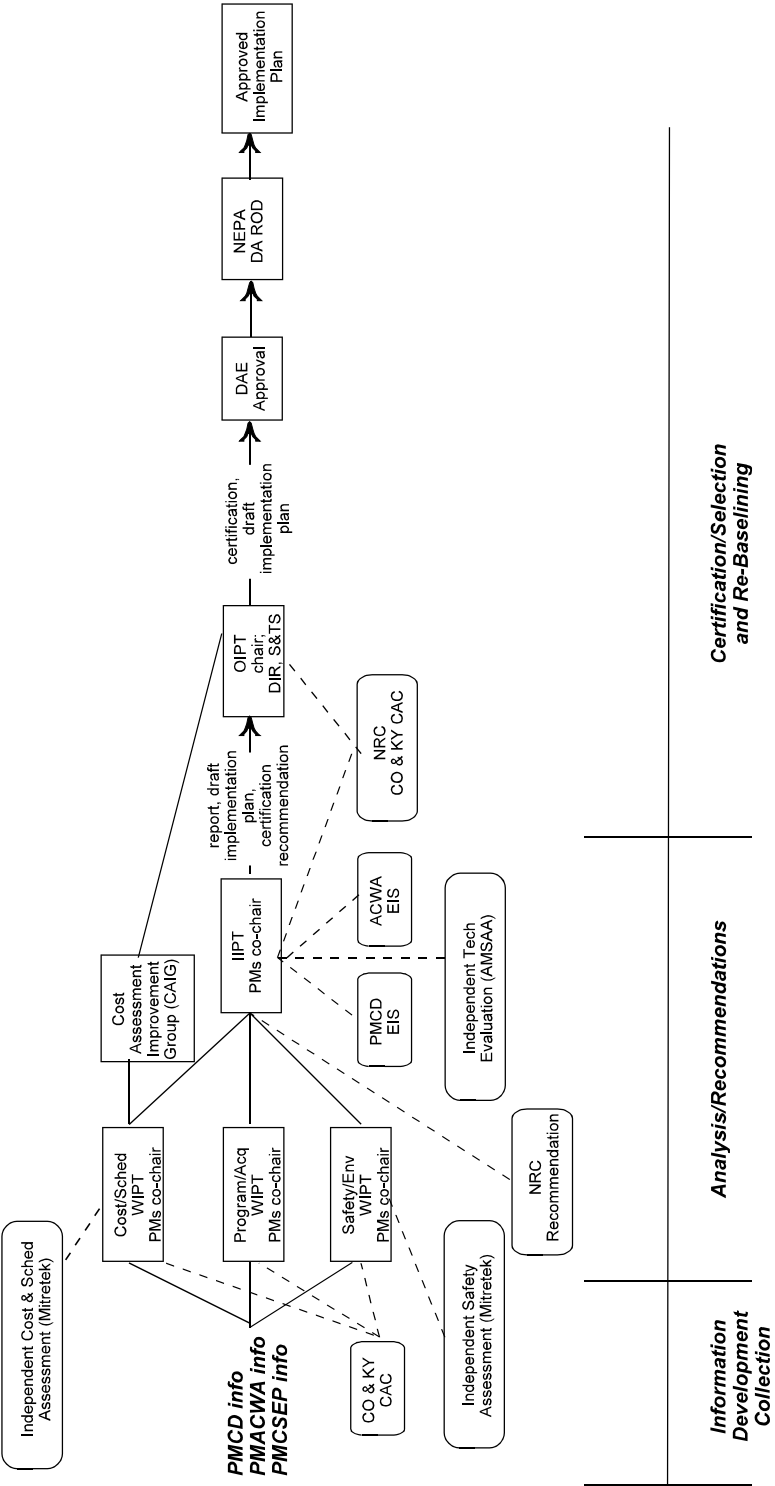 Independent Cost & Sched
Assessment (Mitretek)
PMCD info
PMACWA info
PMCSEP info
CO & KY
CAC
Independent Safety
Assessment (Mitretek)
Cost/Sched
WIPT
PMs co-chair
Program/Acq
WIPT
PMs co-chair
Safety/Env
WIPT
PMs co-chair
NRC
Recommendation
Cost
Assessment
Improvement
Group (CAIG)
IIPT
PMs co-chair
PMCD
EIS
ACWA
EIS
Independent Tech
Evaluation (AMSAA)
report, draft
implementation
plan,
certification
recommendation
OIPT
chair;
DIR, S&TS
NRC
CO & KY CAC
certification,
draft
implementation
plan
DAE
Approval
NEPA
DA ROD
Approved
Implementation
Plan
Information
Development
Collection
Analysis/Recommendations
Certification/Selection
and Re-Baselining